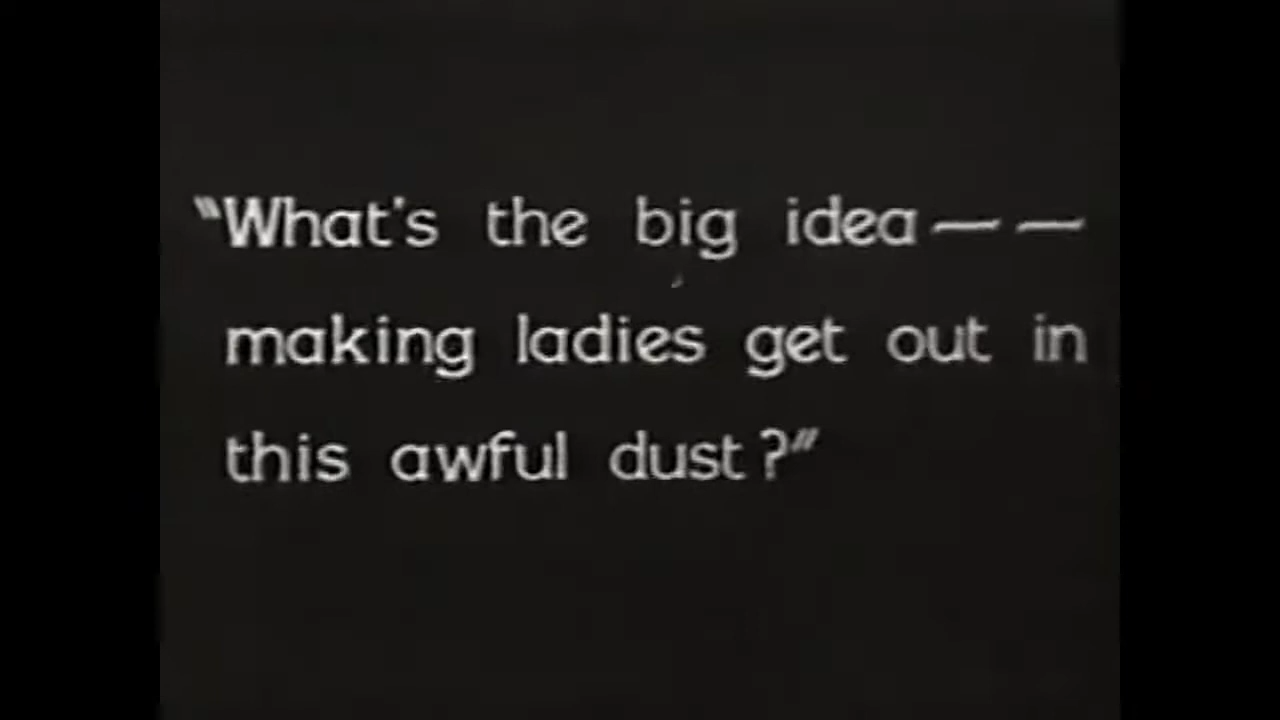 "What's the big idea — —
making ladies get out in
this awful dust?"